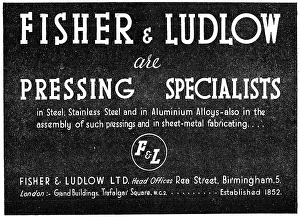 FISHER & LUDLOW
are
PRESSING SPECIALISTS
in Steel, Stainless Steel and in Aluminium Alloys - also in the
assembly of such pressings and in sheet-metal fabricating....
F&L
FISHER & LUDLOW LTD. Head Offices Rea Street, Birmingham, 5.
London:- Grand Buildings, Trafalgar Square, W.C.2. ---------- Established 1852.